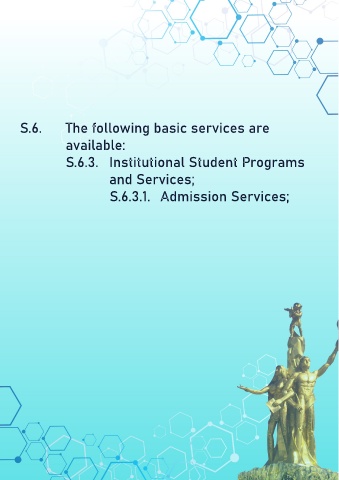 S.6. The following basic services are
available:
S.6.3. Institutional Student Programs
and Services;
S.6.3.1. Admission Services;